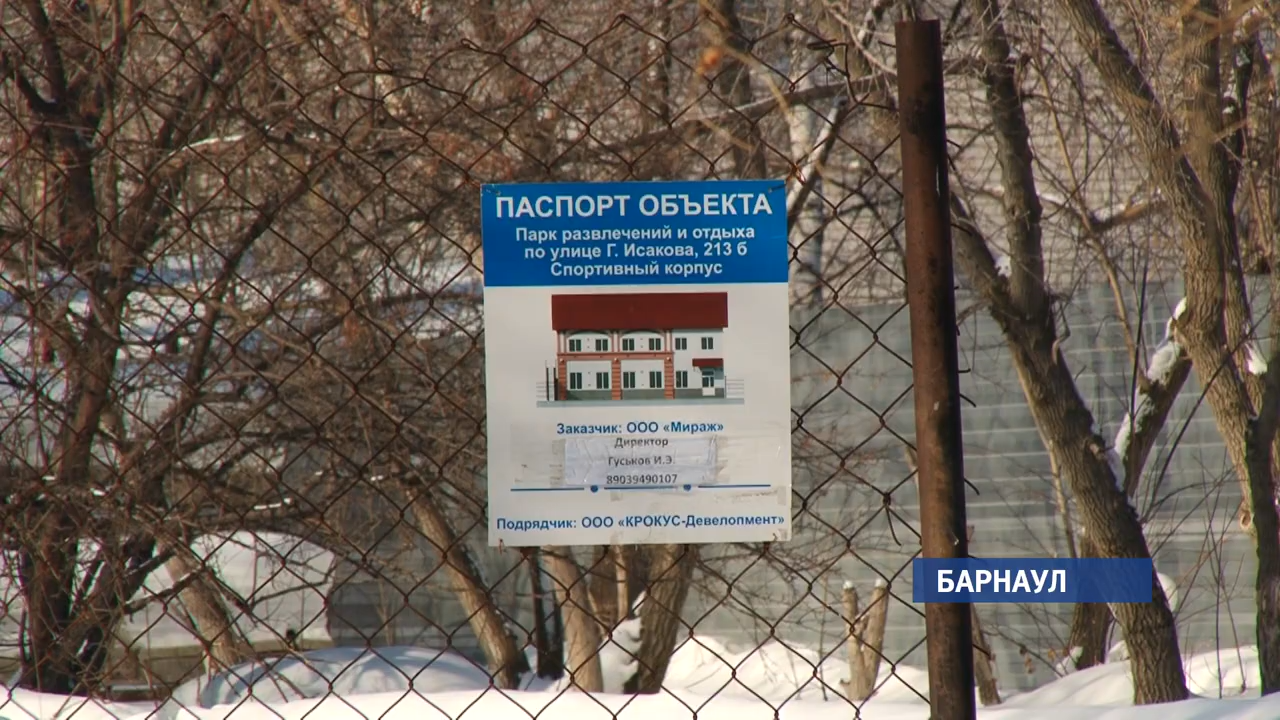 ПАСПОРТ ОБЪЕКТА
Парк развлечений и отдыха
по улице Г. Исакова, 213 б
Спортивный корпус
Заказчик: ООО «Мираж»
Директор
Гуськов И.Э.
89039490107
Подрядчик: ООО «КРОКУС-Девелопмент»
БАРНАУЛ